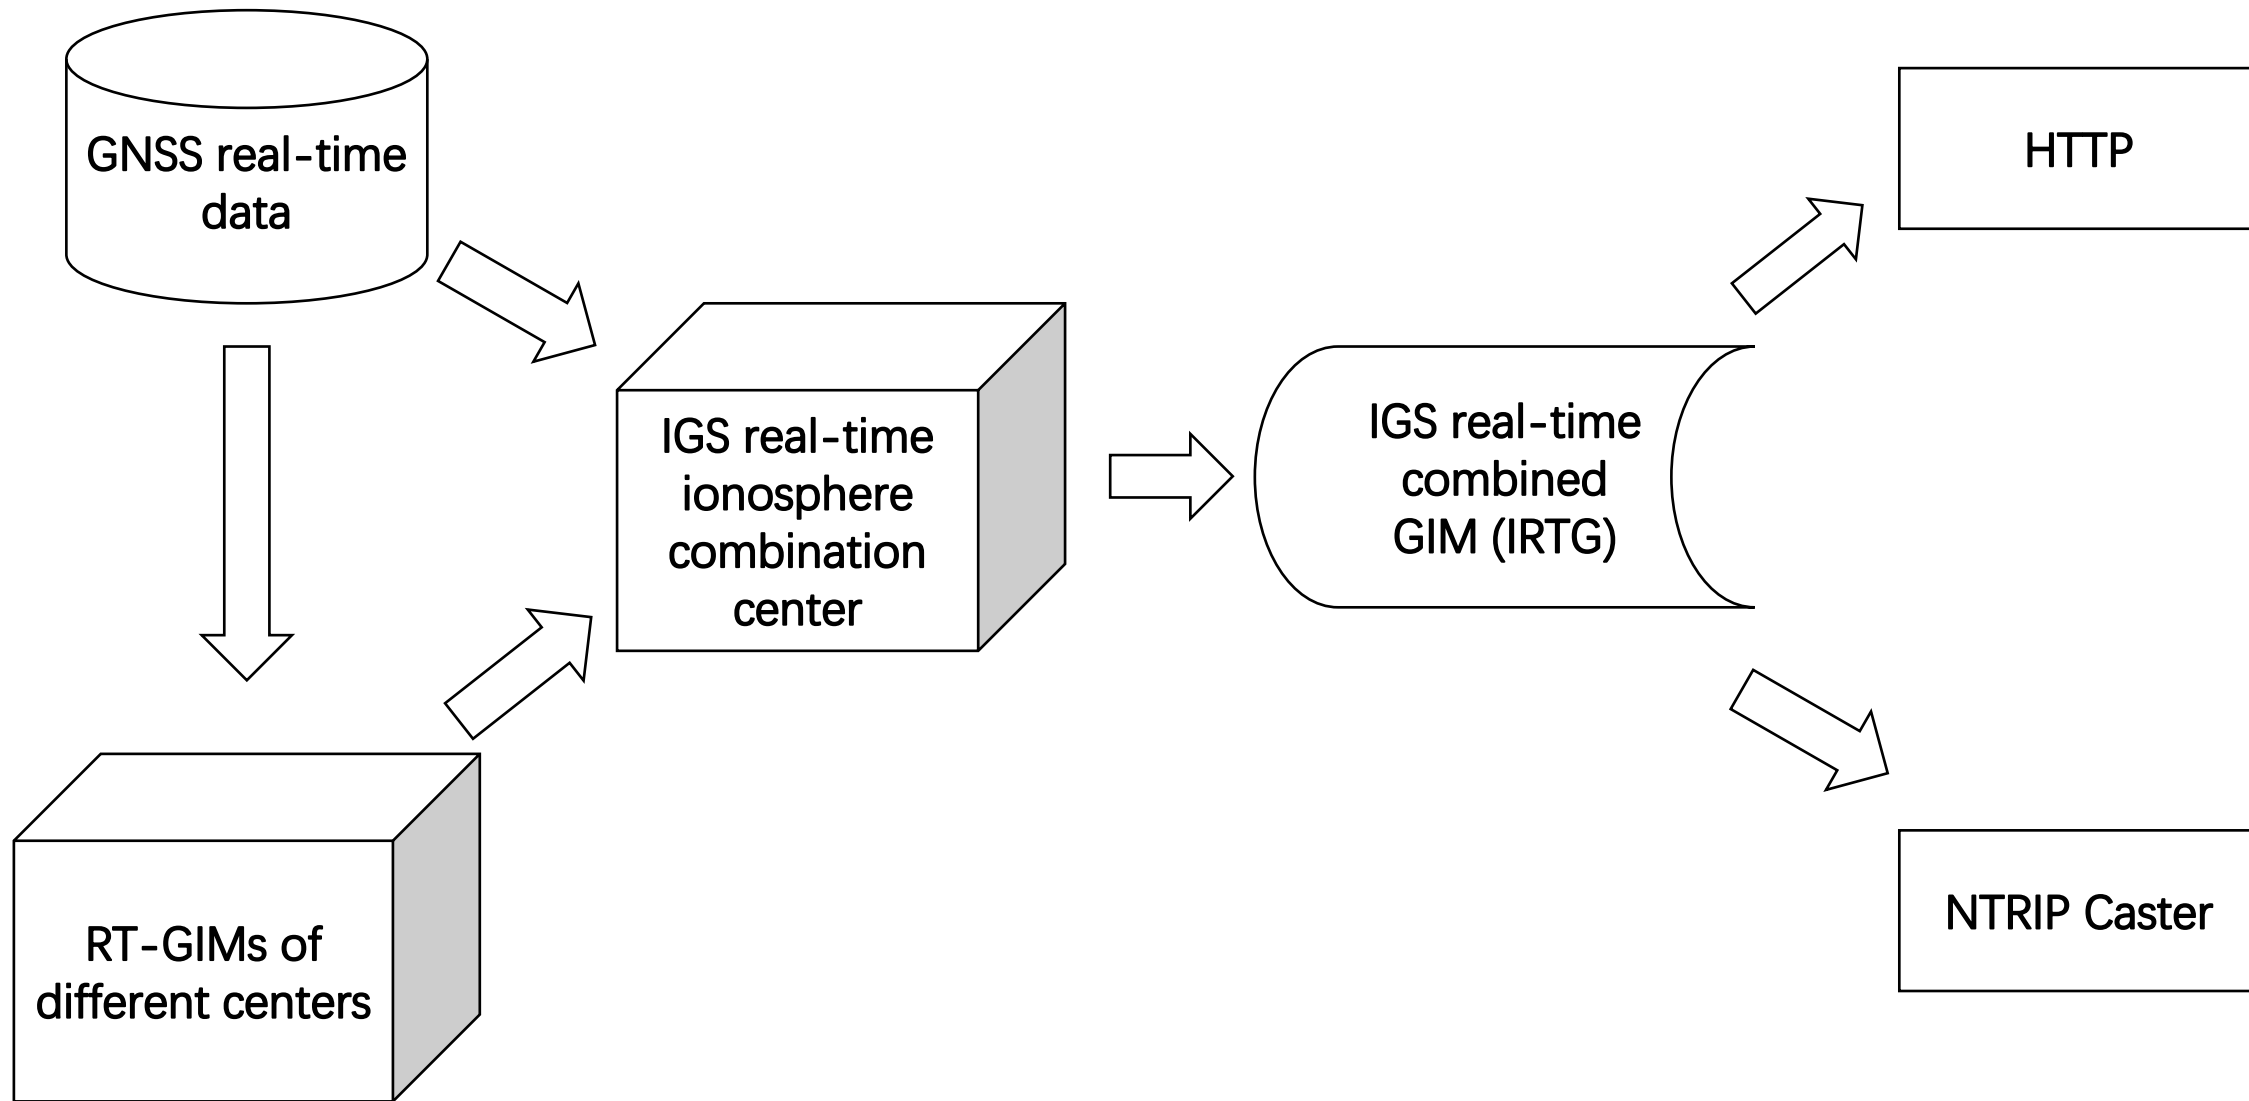 GNSS real-time
data
RT-GIMs of
different centers
IGS real-time
ionosphere
combination
center
IGS real-time
combined
GIM (IRTG)
HTTP
NTRIP Caster